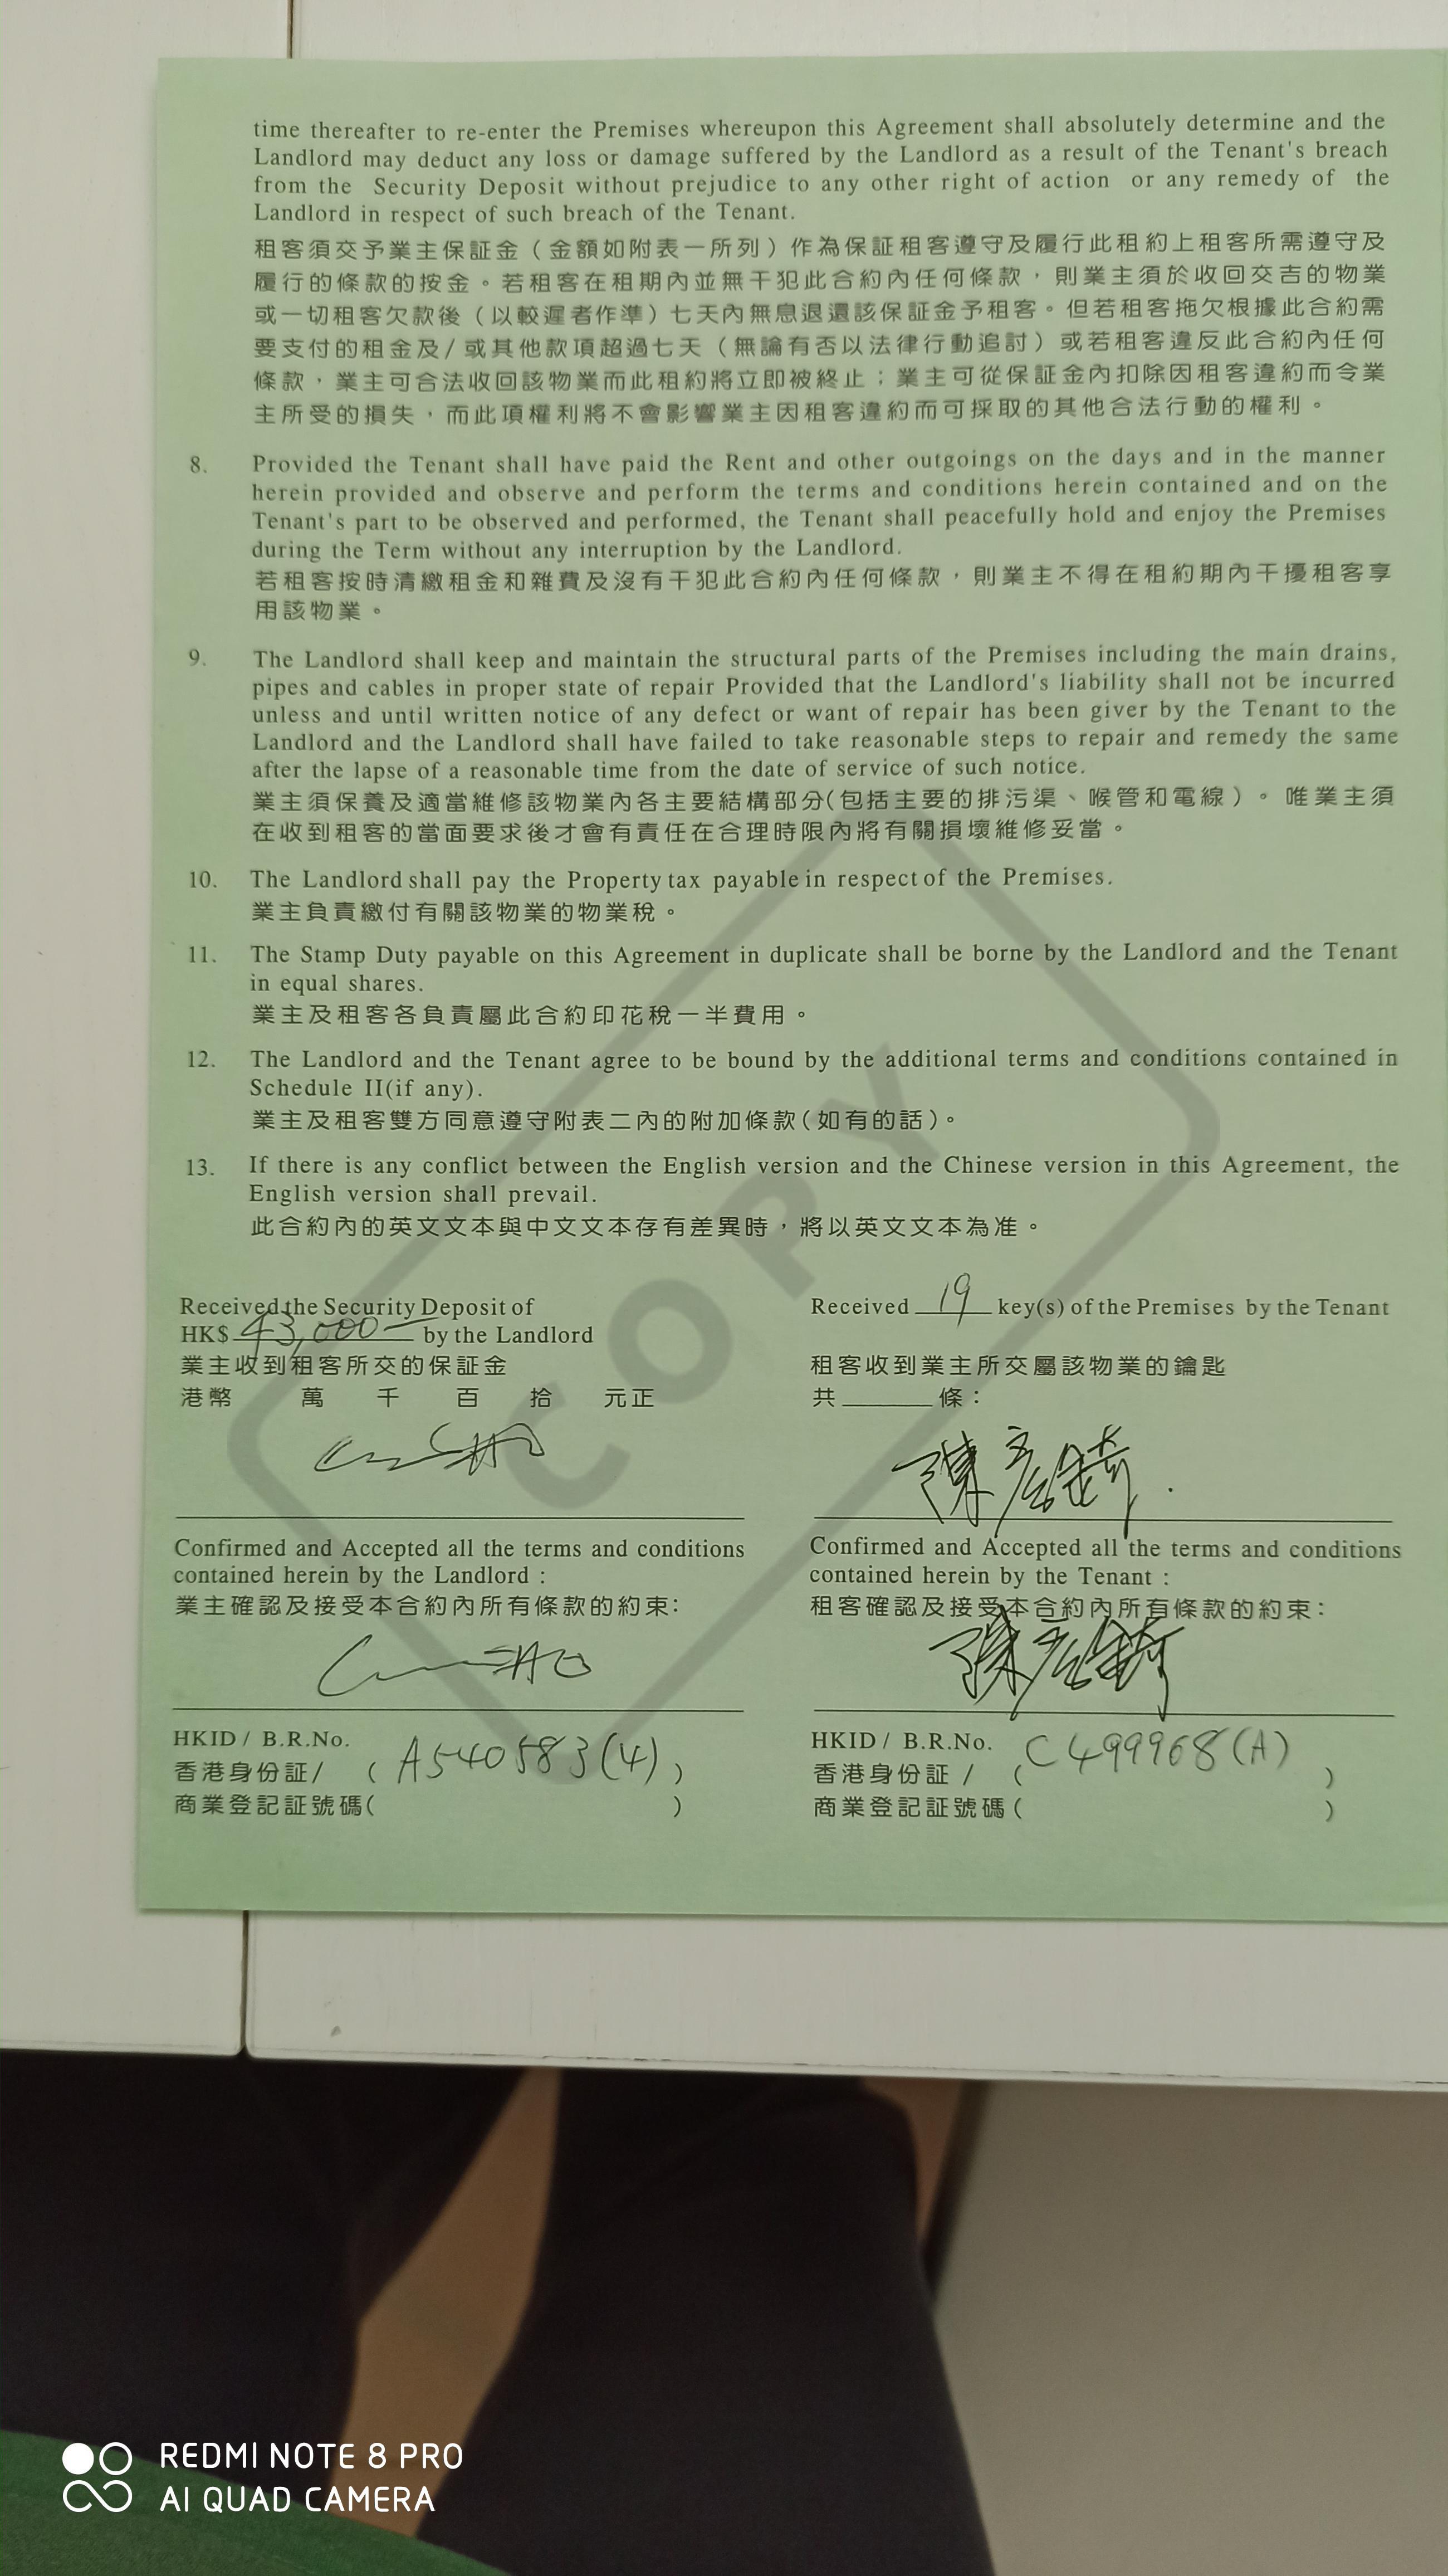 time thereafter to re-enter the Premises whereupon this Agreement shall absolutely determine and the
Landlord may deduct any loss or damage suffered by the Landlord as a result of the Tenant's breach
from the Security Deposit without prejudice to any other right of action or any remedy of the
Landlord in respect of such breach of the Tenant.
租客須交予業主保証金（金額如附表一所列）作為保証租客遵守及履行此租約上租客所需遵守及
履行的條款的按金。若租客在租期內並無干犯此合約內任何條款，則業主須於收回交吉的物業
或一切租客欠款後（以較遲者作準）七天內無息退還該保証金予租客。但若租客拖欠根據此合約需
要支付的租金及/或其他款項超過七天（無論有否以法律行動追討）或若租客違反此合約內任何
條款，業主可合法收回該物業而此租約將立即被終止；業主可從保証金內扣除因租客違約而令業
主所受的損失，而此項權利將不會影響業主因租客違約而可採取的其他合法行動的權利。
8. Provided the Tenant shall have paid the Rent and other outgoings on the days and in the manner
herein provided and observe and perform the terms and conditions herein contained and on the
Tenant's part to be observed and performed, the Tenant shall peacefully hold and enjoy the Premises
during the Term without any interruption by the Landlord.
若租客按時清繳租金和雜費及沒有干犯此合約內任何條款，則業主不得在租約期內干擾租客享
用該物業。
9. The Landlord shall keep and maintain the structural parts of the Premises including the main drains,
pipes and cables in proper state of repair Provided that the Landlord's liability shall not be incurred
unless and until written notice of any defect or want of repair has been giver by the Tenant to the
Landlord and the Landlord shall have failed to take reasonable steps to repair and remedy the same
after the lapse of a reasonable time from the date of service of such notice.
業主須保養及適當維修該物業內各主要結構部分(包括主要的排污渠、喉管和電線）。唯業主須
在收到租客的當面要求後才會有責任在合理時限內將有關損壞維修妥當。
10. The Landlord shall pay the Property tax payable in respect of the Premises.
業主負責繳付有關該物業的物業稅。
11. The Stamp Duty payable on this Agreement in duplicate shall be borne by the Landlord and the Tenant
in equal shares.
業主及租客各負責屬此合約印花稅一半費用。
12. The Landlord and the Tenant agree to be bound by the additional terms and conditions contained in
Schedule II(if any).
業主及租客雙方同意遵守附表二內的附加條款(如有的話)。
13. If there is any conflict between the English version and the Chinese version in this Agreement, the
English version shall prevail.
此合約內的英文文本與中文文本存有差異時，將以英文文本為准。
COPY
Received the Security Deposit of
HK$ 43,000 by the Landlord
業主收到租客所交的保証金
港幣 萬 千 百 拾 元正
Received 19 key(s) of the Premises by the Tenant
租客收到業主所交屬該物業的鑰匙
共 條：
Confirmed and Accepted all the terms and conditions
contained herein by the Landlord :
業主確認及接受本合約內所有條款的約束:
Confirmed and Accepted all the terms and conditions
contained herein by the Tenant :
租客確認及接受本合約內所有條款的約束:
HKID / B.R.No.
香港身份証/ ( A540583(4) )
商業登記証號碼( )
HKID / B.R.No.
香港身份証 / ( C499968(A) )
商業登記証號碼 ( )
REDMI NOTE 8 PRO
AI QUAD CAMERA